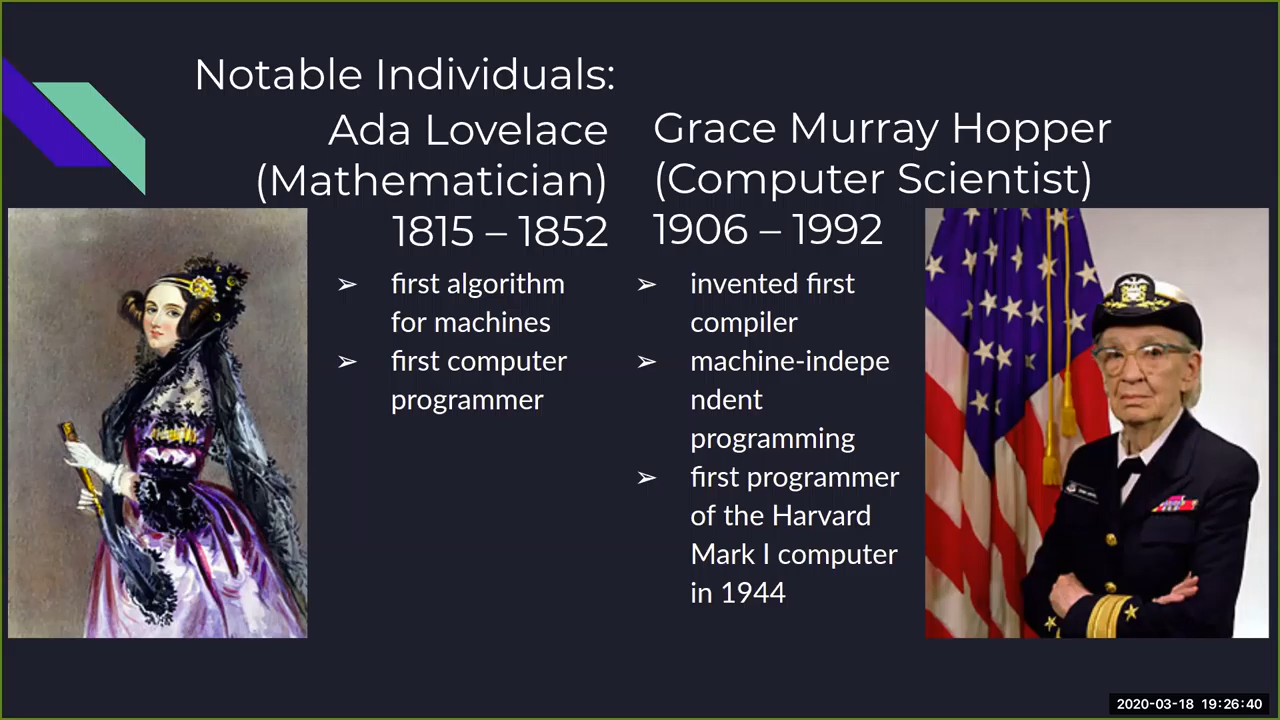 Notable Individuals:
Ada Lovelace
(Mathematician)
1815 – 1852
➢ first algorithm
for machines
➢ first computer
programmer
Grace Murray Hopper
(Computer Scientist)
1906 – 1992
➢ invented first
compiler
➢ machine-indepe
ndent
programming
➢ first programmer
of the Harvard
Mark I computer
in 1944
2020-03-18 19:26:40